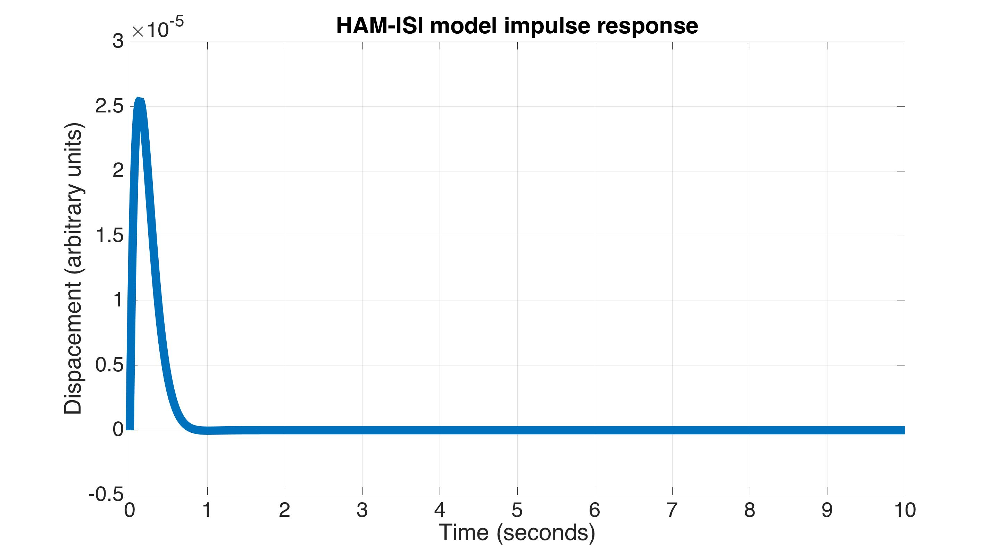 HAM-ISI model impulse response
×10-5
3
2.5
2
1.5
1
0.5
0
-0.5
0 1 2 3 4 5 6 7 8 9 10
Time (seconds)
Dispacement (arbitrary units)